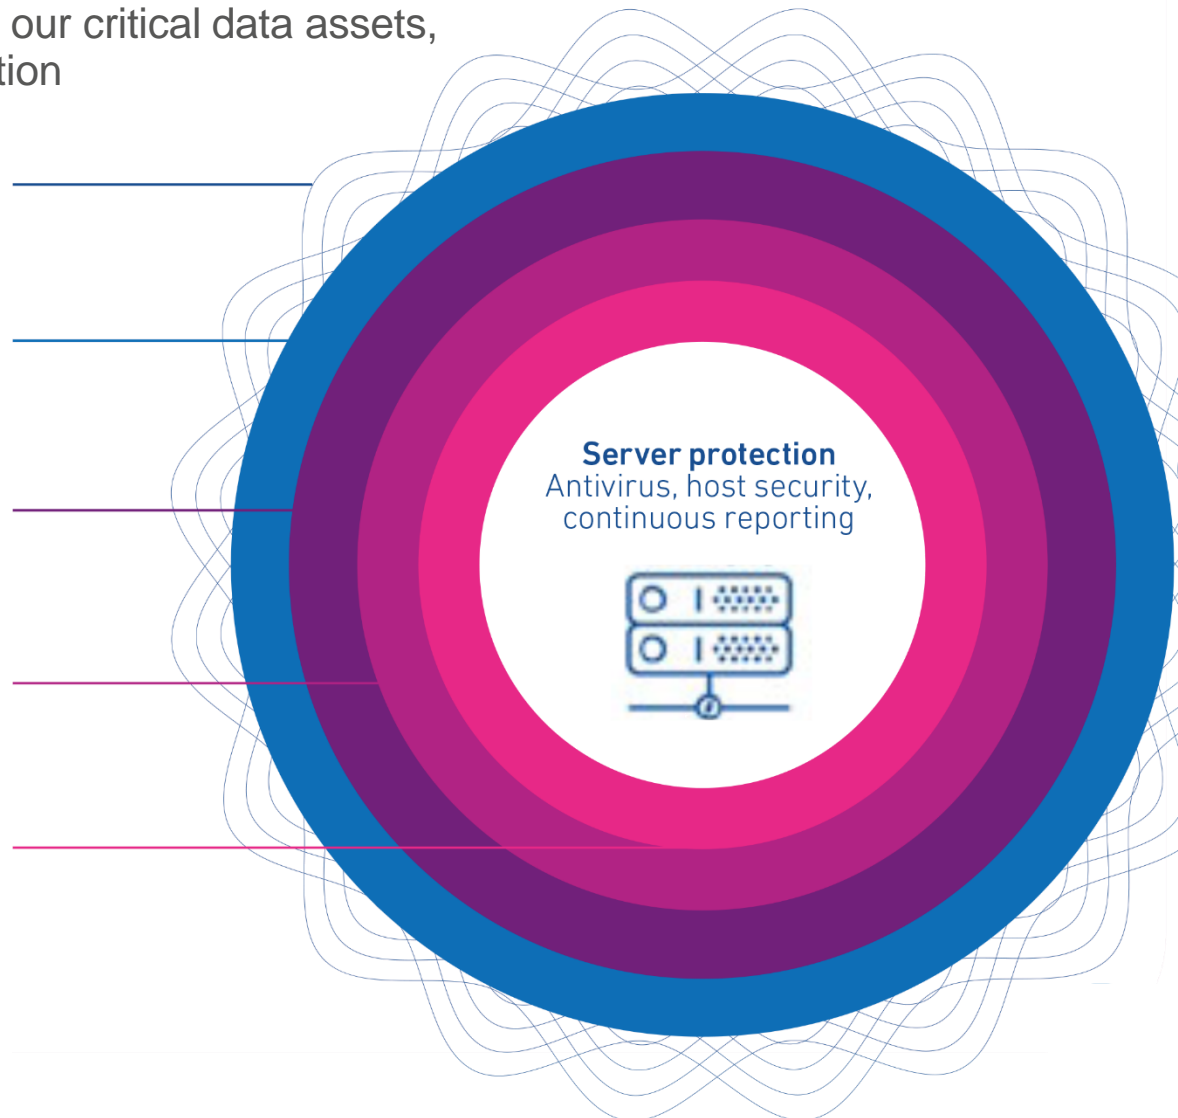 our critical data assets,
tion
Server protection
Antivirus, host security,
continuous reporting